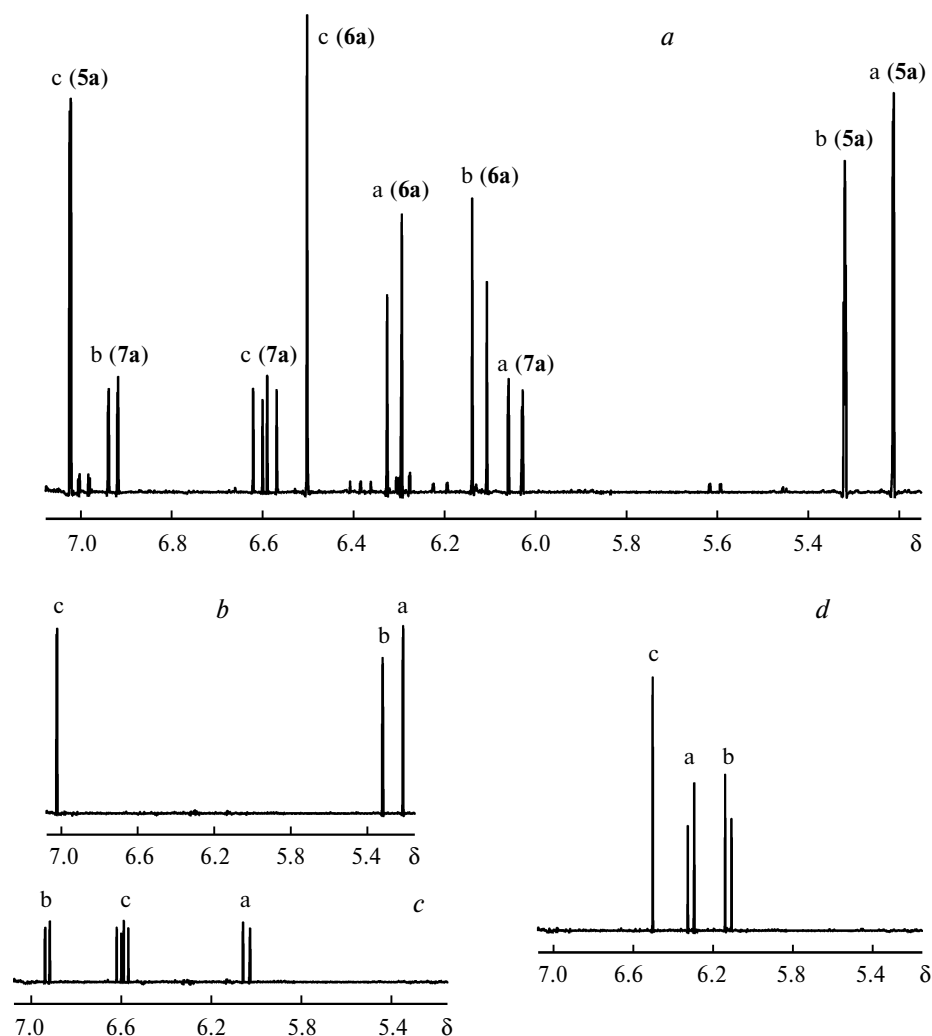 c (6a)
a
c (5a)
a (5a)
b (5a)
b (6a)
a (6a)
b (7a)
c (7a)
a (7a)
7.0 6.8 6.6 6.4 6.2 6.0 5.8 5.6 5.4 δ
c
b
a
b
7.0 6.6 6.2 5.8 5.4 δ
d
c
a
b
7.0 6.6 6.2 5.8 5.4 δ
b
c
a
c
7.0 6.6 6.2 5.8 5.4 δ